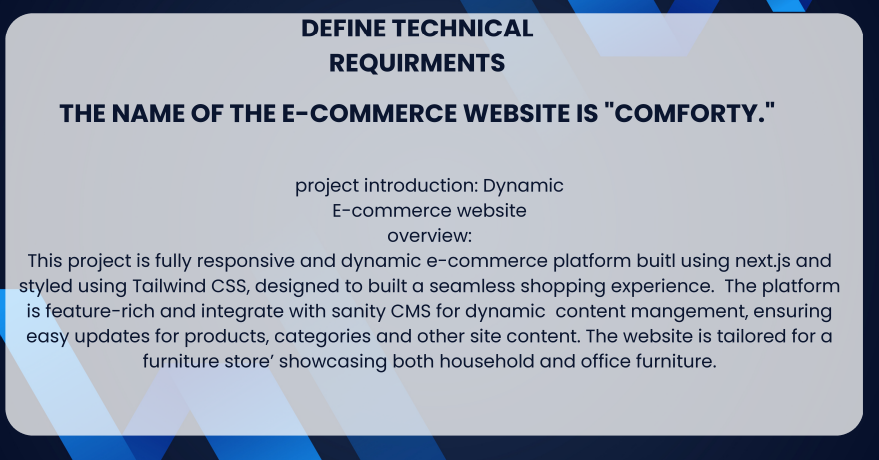 DEFINE TECHNICAL
REQUIRMENTS
THE NAME OF THE E-COMMERCE WEBSITE IS "COMFORTY."
project introduction: Dynamic
E-commerce website
overview:
This project is fully responsive and dynamic e-commerce platform buitl using next.js and
styled using Tailwind CSS, designed to built a seamless shopping experience. The platform
is feature-rich and integrate with sanity CMS for dynamic content mangement, ensuring
easy updates for products, categories and other site content. The website is tailored for a
furniture store’ showcasing both household and office furniture.